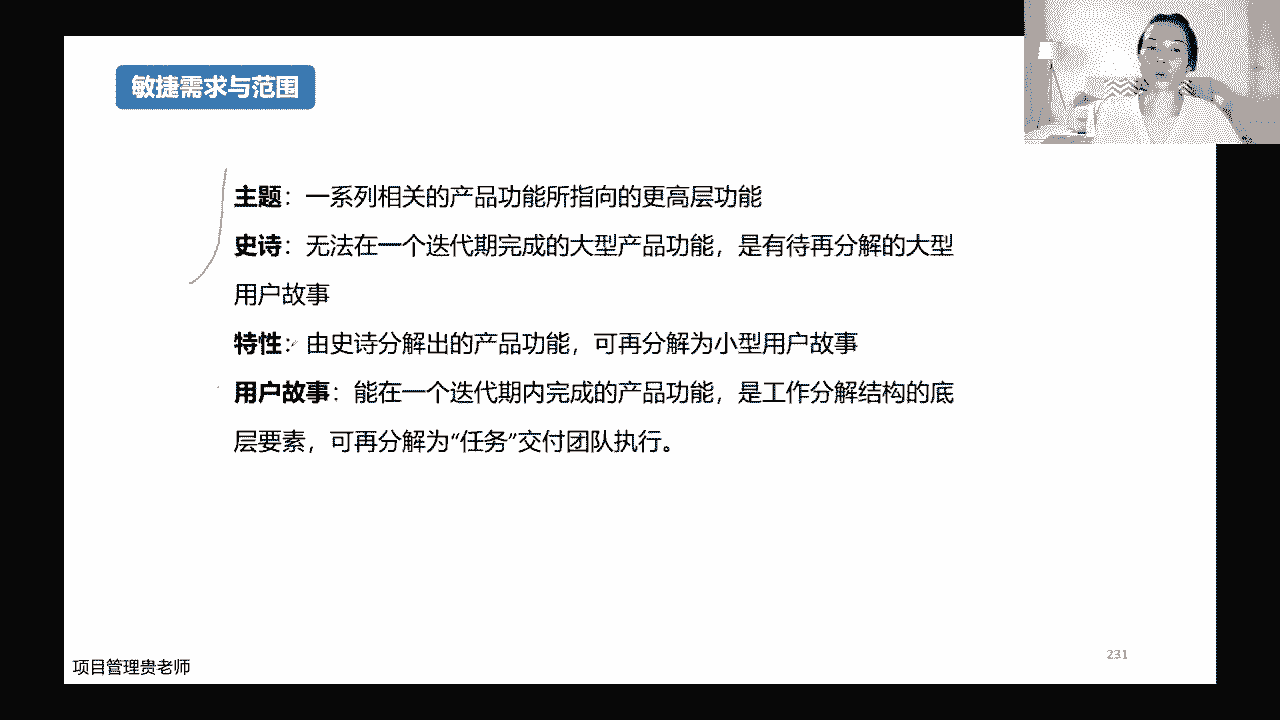 敏捷需求与范围
主题：一系列相关的产品功能所指向的更高层功能
史诗：无法在一个迭代期完成的大型产品功能，是有待再分解的大型
用户故事
特性：由史诗分解出的产品功能，可再分解为小型用户故事
用户故事：能在一个迭代期内完成的产品功能，是工作分解结构的底
层要素，可再分解为“任务”交付团队执行。
231
项目管理贵老师